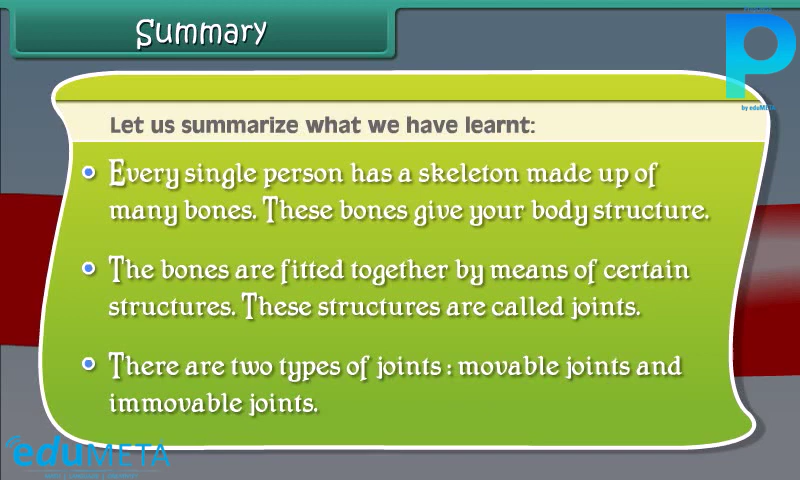 Summary
P
by eduMETA
Let us summarize what we have learnt:
Every single person has a skeleton made up of
many bones. These bones give your body structure.
The bones are fitted together by means of certain
structures. These structures are called joints.
There are two types of joints : movable joints and
immovable joints.
eduMETA